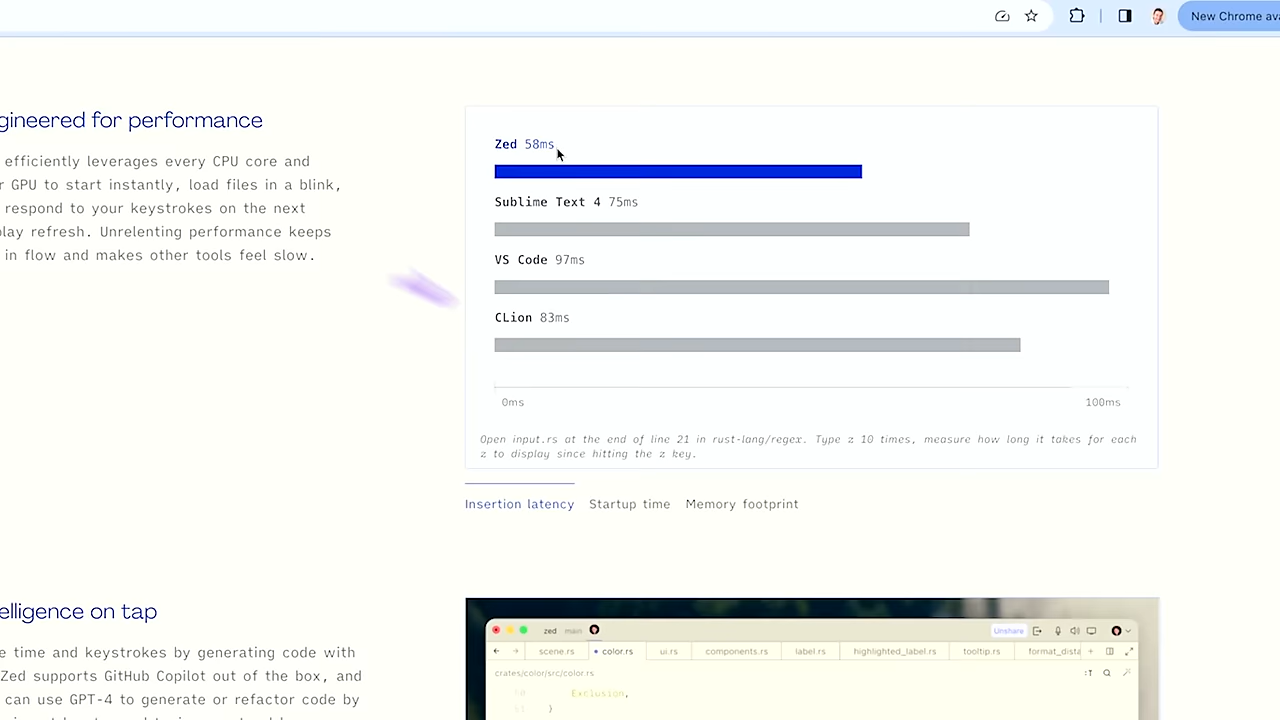 New Chrome ava
gineered for performance
efficiently leverages every CPU core and
r GPU to start instantly, load files in a blink,
respond to your keystrokes on the next
play refresh. Unrelenting performance keeps
in flow and makes other tools feel slow.
Zed 58ms
Sublime Text 4 75ms
VS Code 97ms
CLion 83ms
0ms 100ms
Open input.rs at the end of line 21 in rust-lang/regex. Type z 10 times, measure how long it takes for each
z to display since hitting the z key.
Insertion latency Startup time Memory footprint
elligence on tap
e time and keystrokes by generating code with
Zed supports GitHub Copilot out of the box, and
can use GPT-4 to generate or refactor code by
zed main Unshare
scene.rs color.rs ui.rs components.rs label.rs highlighted_label.rs tooltip.rs format_dista
crates/color/src/color.rs
Exclusion,
}